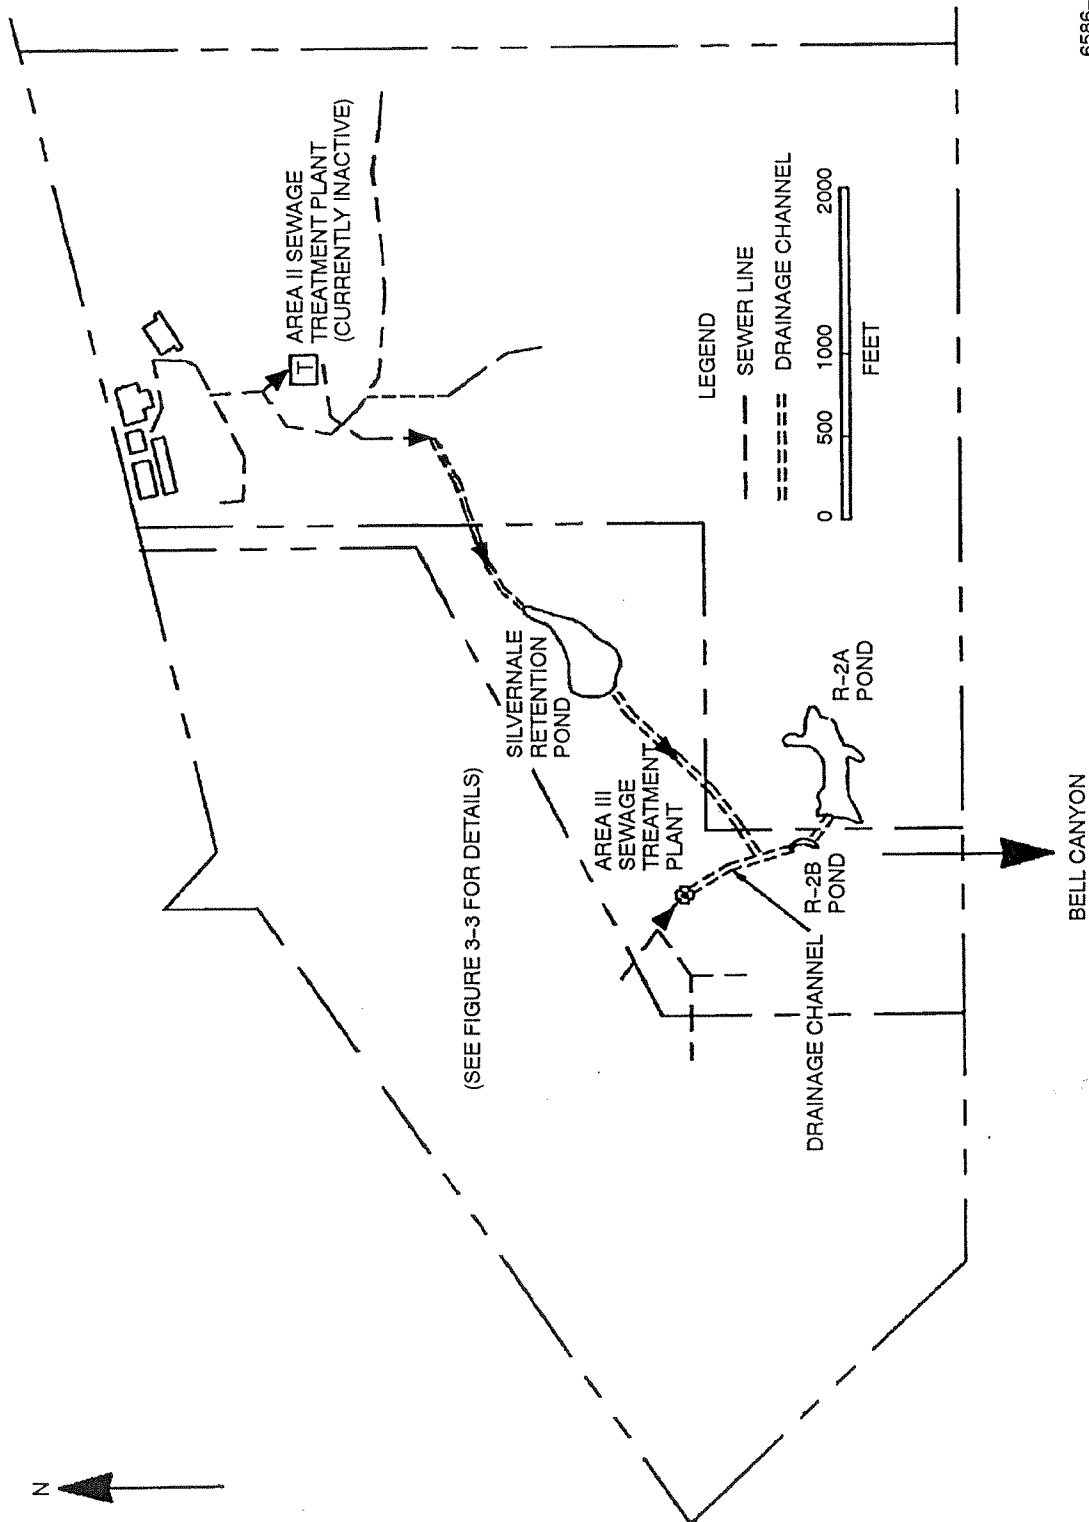 N
AREA II SEWAGE
TREATMENT PLANT
(CURRENTLY INACTIVE)
T
SILVERNALE
RETENTION
POND
(SEE FIGURE 3-3 FOR DETAILS)
AREA III
SEWAGE
TREATMENT
PLANT
R-2A
POND
R-2B
POND
DRAINAGE CHANNEL
LEGEND
SEWER LINE
DRAINAGE CHANNEL
0 500 1000 2000
FEET
BELL CANYON
6586-